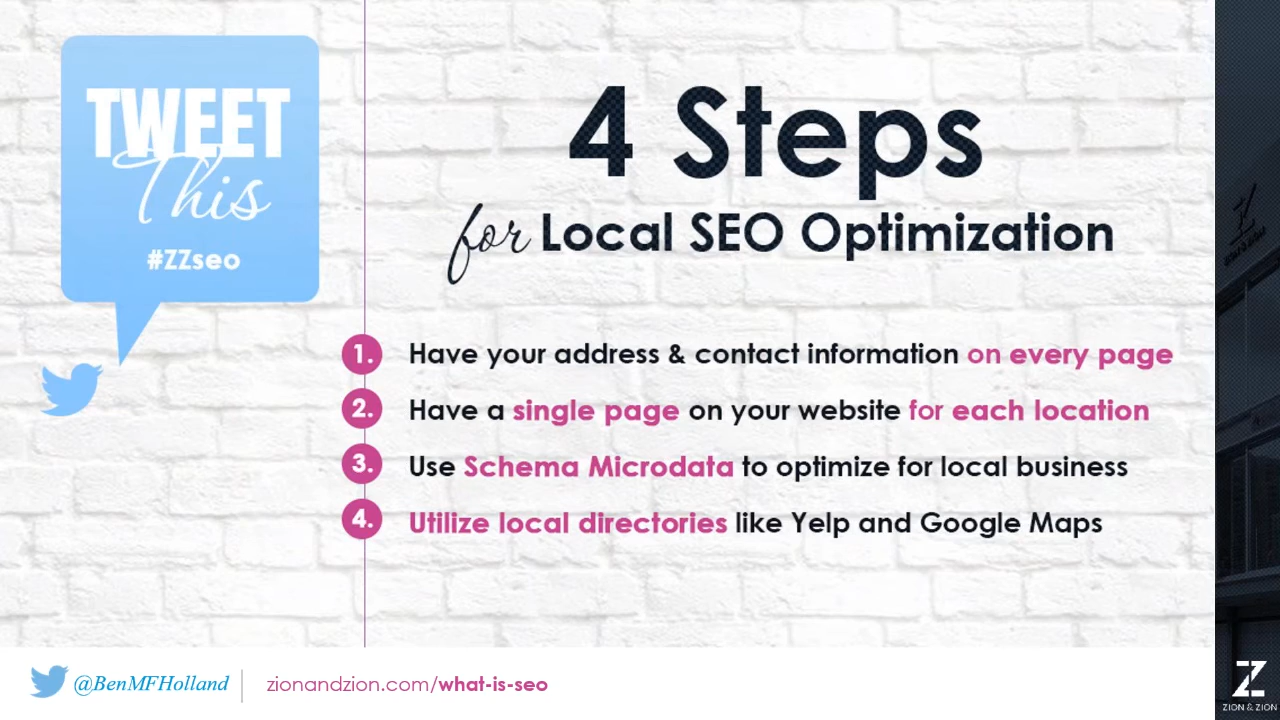 TWEET
This
#ZZseo
4 Steps
for Local SEO Optimization
1. Have your address & contact information on every page
2. Have a single page on your website for each location
3. Use Schema Microdata to optimize for local business
4. Utilize local directories like Yelp and Google Maps
@BenMFHolland
zionandzion.com/what-is-seo
ZION & ZION